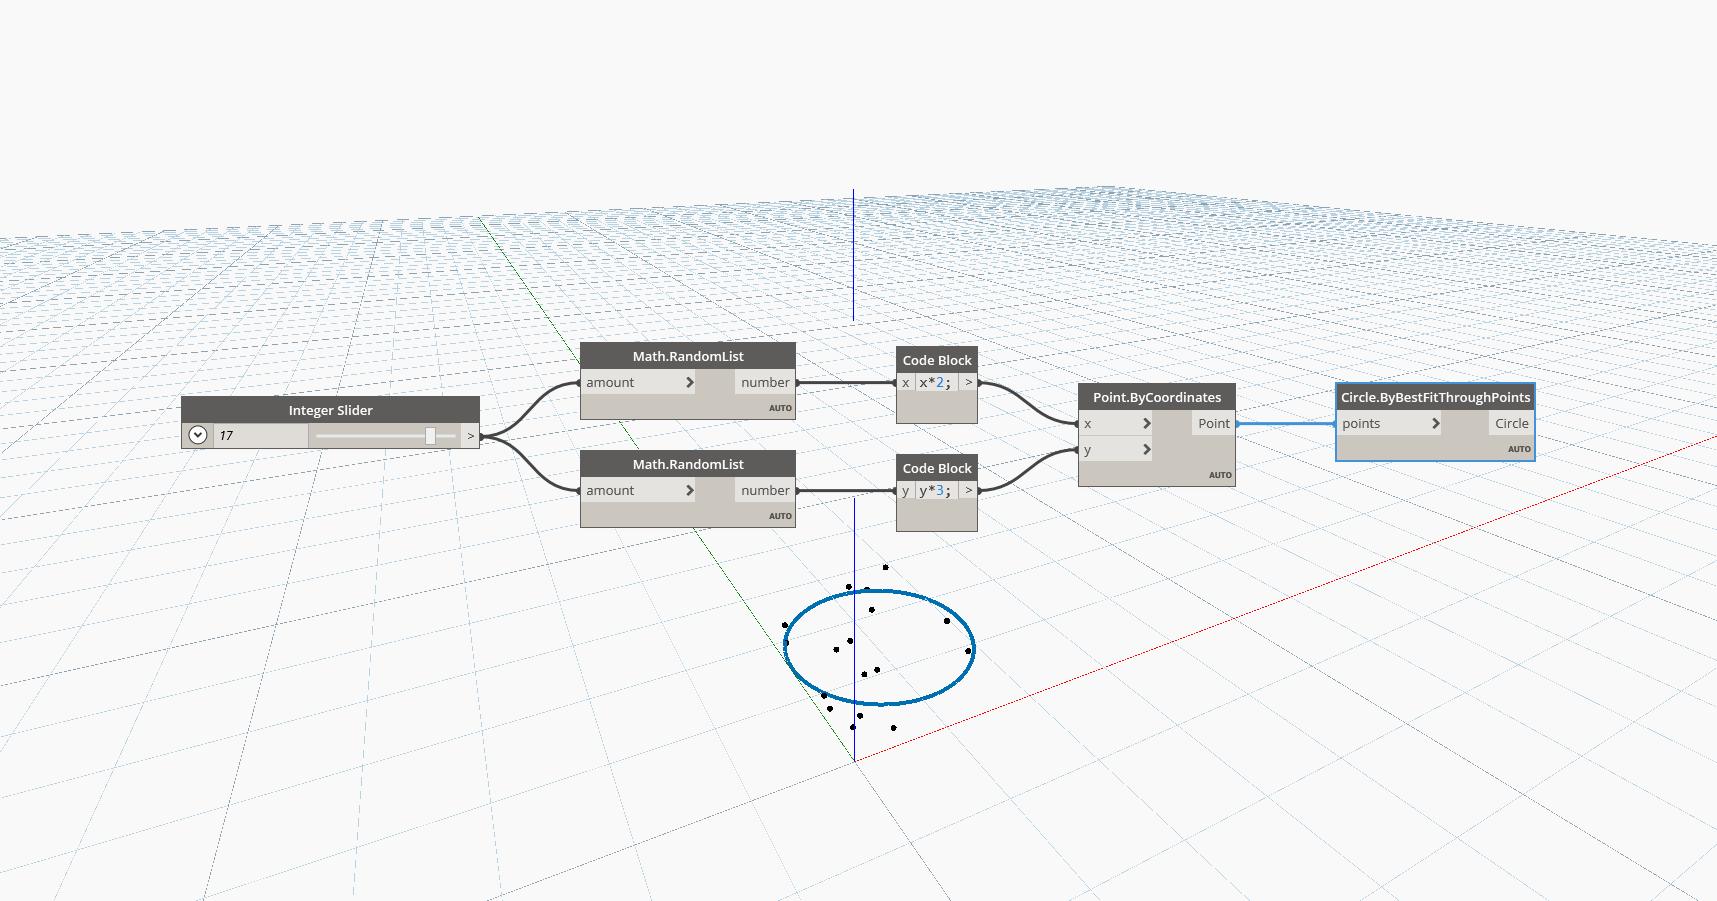 Integer Slider
17 >
Math.RandomList
amount > number
AUTO
Math.RandomList
amount > number
AUTO
Code Block
x x*2; >
Code Block
y y*3; >
Point.ByCoordinates
x > Point
y >
AUTO
Circle.ByBestFitThroughPoints
points > Circle
AUTO